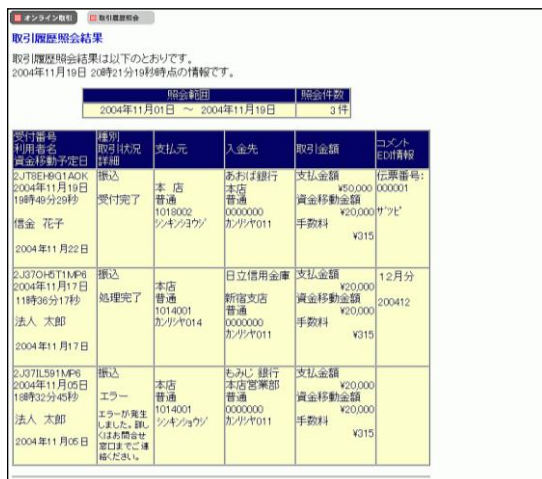 オンライン取引 取引履歴照会
取引履歴照会結果
取引履歴照会結果は以下のとおりです。
2004年11月19日 20時21分19秒時点の情報です。
照会範囲 照会件数
2004年11月01日 ～ 2004年11月19日 3件
受付番号
利用者名
資金移動予定日
種別
取引状況
詳細
支払元
入金先
取引金額
コメント
EDI情報
2JT8EH9G1AOK
2004年11月19日
19時49分29秒
信金 花子
2004年11月22日
振込
受付完了
本 店
普通
1018002
シンキンショウジ
あおば銀行
本店
普通
0000000
カンリシャ011
支払金額
¥50,000
資金移動金額
¥20,000
手数料
¥315
伝票番号:
000001
ザツピ
2J37OH5T1MP6
2004年11月17日
11時36分17秒
法人 太郎
2004年11月17日
振込
処理完了
本店
普通
1014001
カンリシャ014
日立信用金庫
新宿支店
普通
0000000
カンリシャ011
支払金額
¥20,000
資金移動金額
¥20,000
手数料
¥315
12月分
200412
2J37IL591MP6
2004年11月05日
18時32分45秒
法人 太郎
2004年11月05日
振込
エラー
エラーが発生
しました。詳し
くはお問合せ
窓口までご連
絡ください。
本店
普通
1014001
シンキンショウジ
もみじ 銀行
本店営業部
普通
0000000
カンリシャ011
支払金額
¥20,000
資金移動金額
¥20,000
手数料
¥315